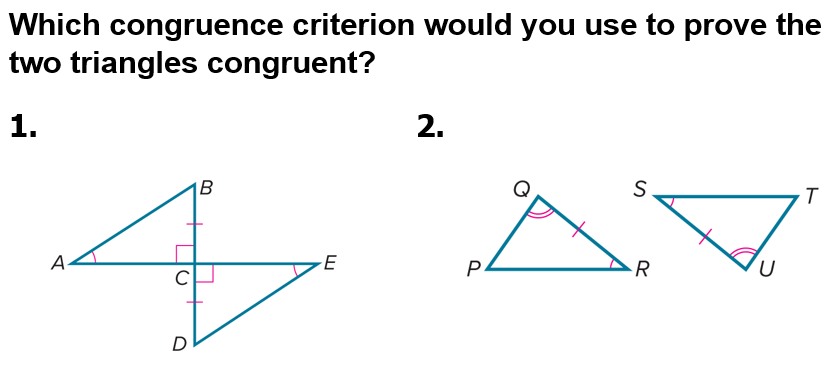 Which congruence criterion would you use to prove the
two triangles congruent?
1.
2.
B
A
C
E
D
Q
P
R
S
T
U